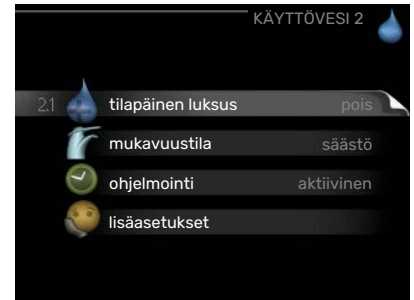 KÄYTTÖVESI 2
2.1 tilapäinen luksus pois
mukavuustila säästö
ohjelmointi aktiivinen
lisäasetukset